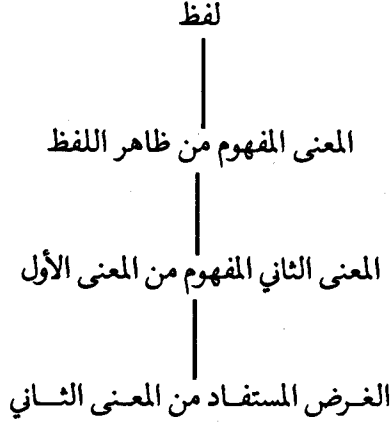 لفظ
المعنى المفهوم من ظاهر اللفظ
المعنى الثاني المفهوم من المعنى الأول
الغرض المستفاد من المعنى الثاني